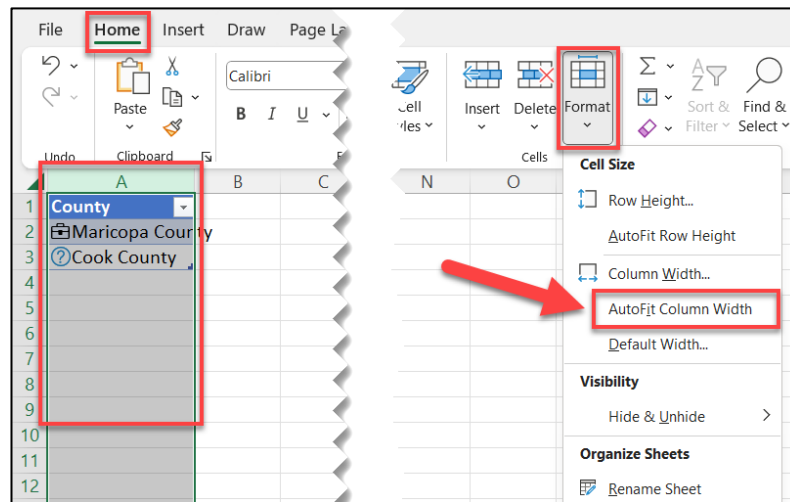 File Home Insert Draw Page La
Calibri
Paste
B I U
Cell
Insert Delete Format
Sort &
Filter
Find &
Select
Undo Clipboard
Cells
A B C N O
1 County
2 Maricopa County
3 Cook County
4
5
6
7
8
9
10
11
12
Cell Size
Row Height...
AutoFit Row Height
Column Width...
AutoFit Column Width
Default Width...
Visibility
Hide & Unhide
Organize Sheets
Rename Sheet